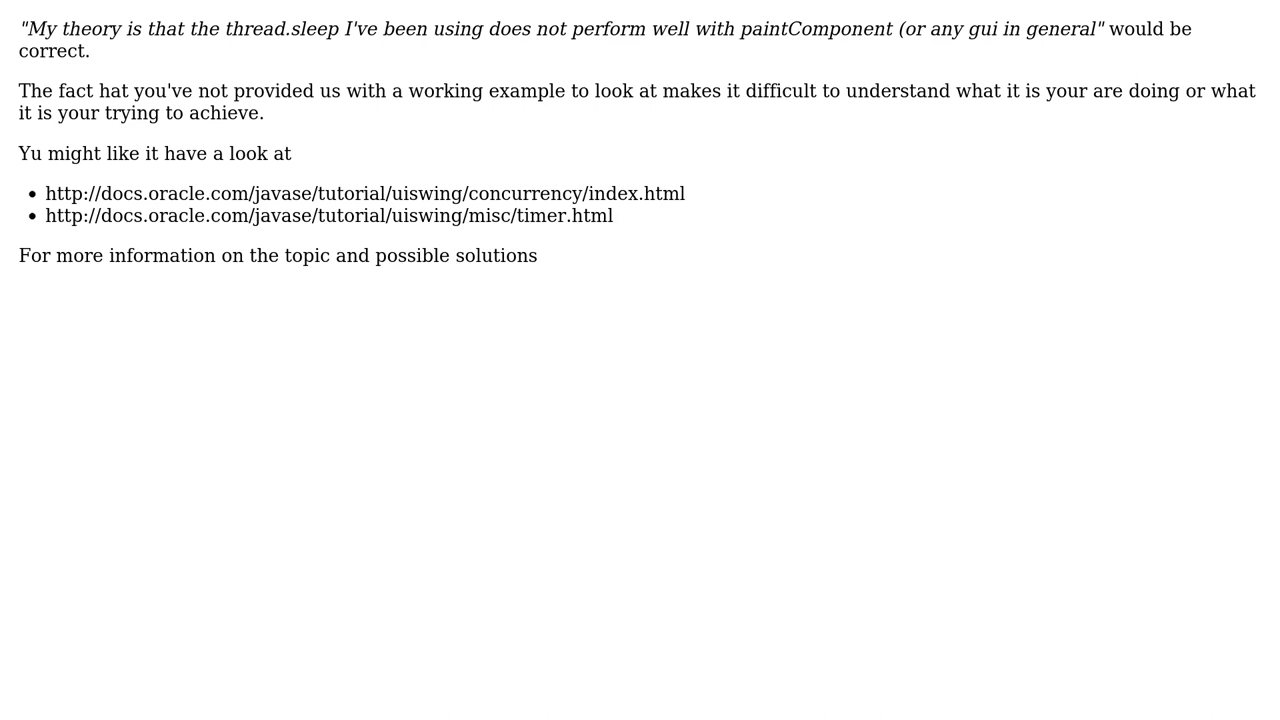 "My theory is that the thread.sleep I've been using does not perform well with paintComponent (or any gui in general" would be
correct.
The fact hat you've not provided us with a working example to look at makes it difficult to understand what it is your are doing or what
it is your trying to achieve.
Yu might like it have a look at
• http://docs.oracle.com/javase/tutorial/uiswing/concurrency/index.html
• http://docs.oracle.com/javase/tutorial/uiswing/misc/timer.html
For more information on the topic and possible solutions